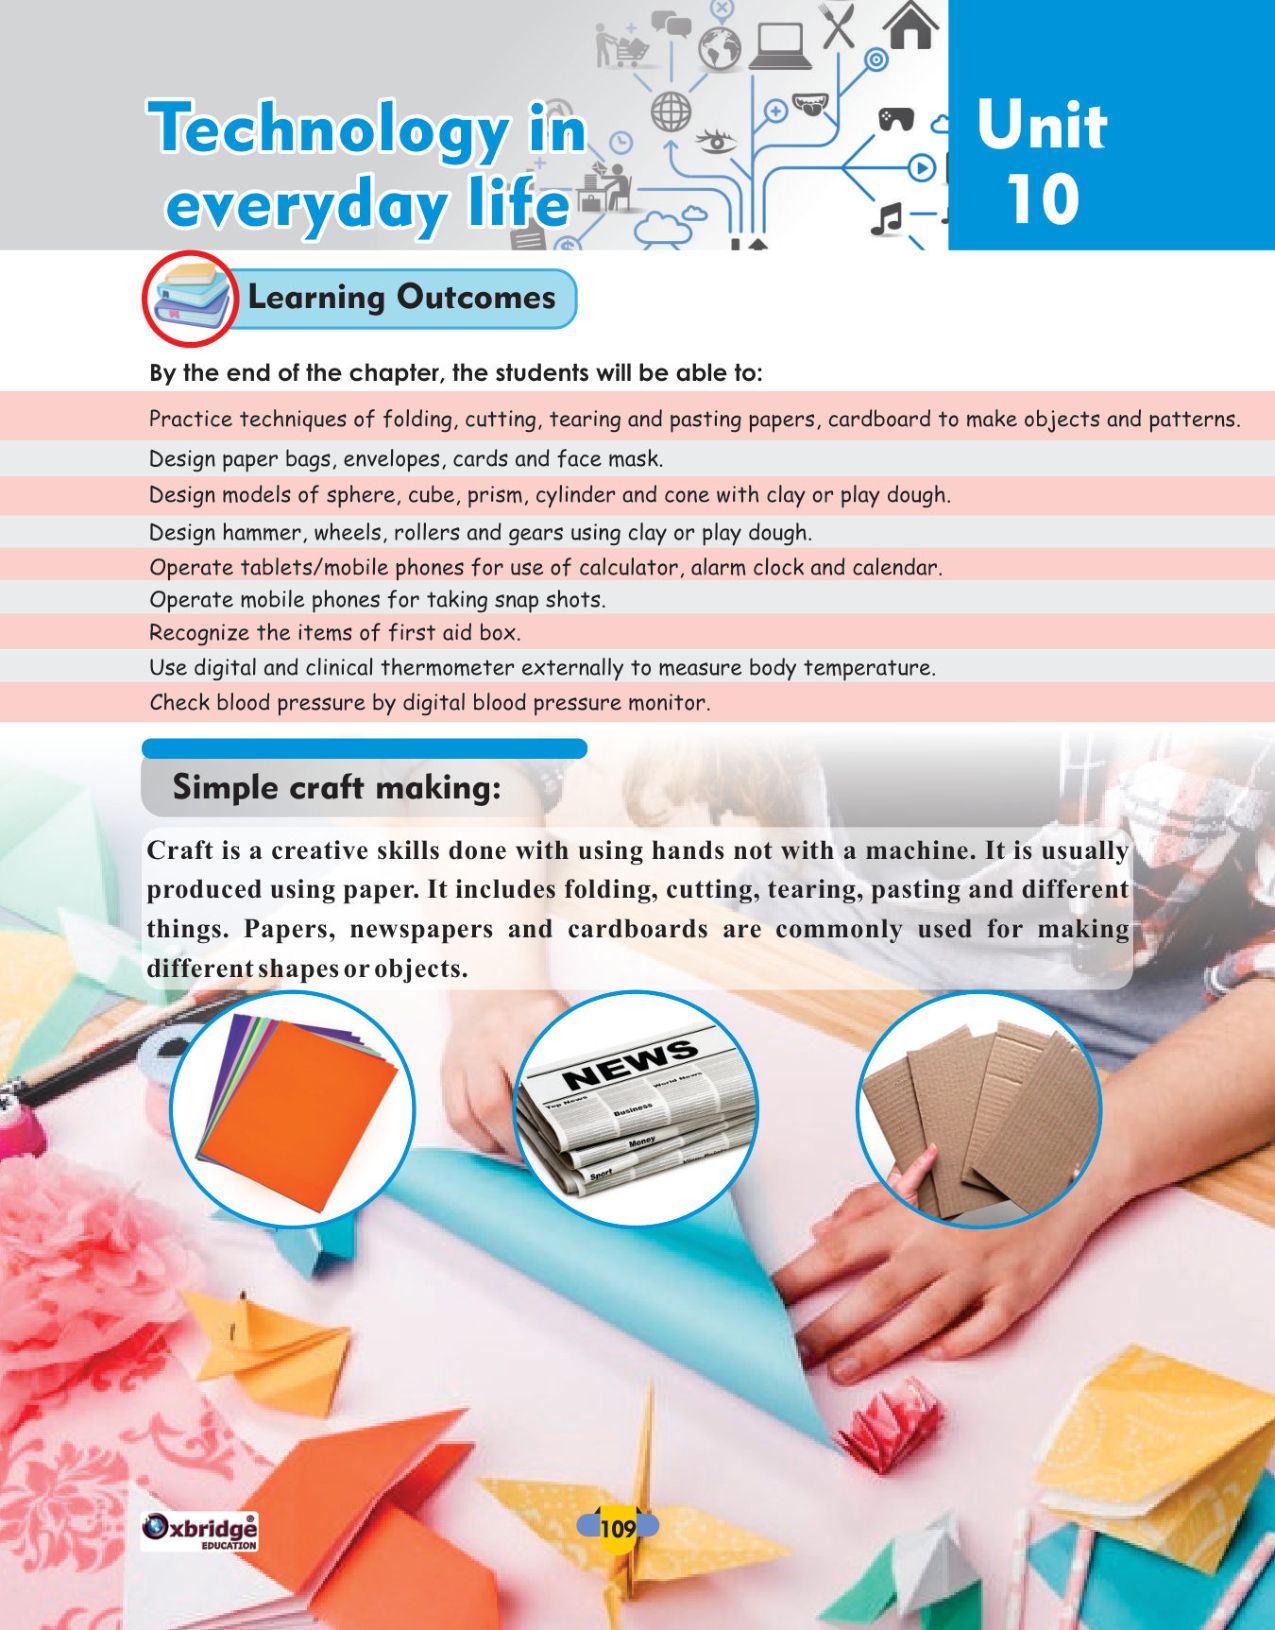 Technology in
everyday life
Unit
10
Learning Outcomes
By the end of the chapter, the students will be able to:
Practice techniques of folding, cutting, tearing and pasting papers, cardboard to make objects and patterns.
Design paper bags, envelopes, cards and face mask.
Design models of sphere, cube, prism, cylinder and cone with clay or play dough.
Design hammer, wheels, rollers and gears using clay or play dough.
Operate tablets/mobile phones for use of calculator, alarm clock and calendar.
Operate mobile phones for taking snap shots.
Recognize the items of first aid box.
Use digital and clinical thermometer externally to measure body temperature.
Check blood pressure by digital blood pressure monitor.
Simple craft making:
Craft is a creative skills done with using hands not with a machine. It is usually
produced using paper. It includes folding, cutting, tearing, pasting and different
things. Papers, newspapers and cardboards are commonly used for making
different shapes or objects.
NEWS
Top News
World News
Business
Money
Sport
Oxbridge®
EDUCATION
109